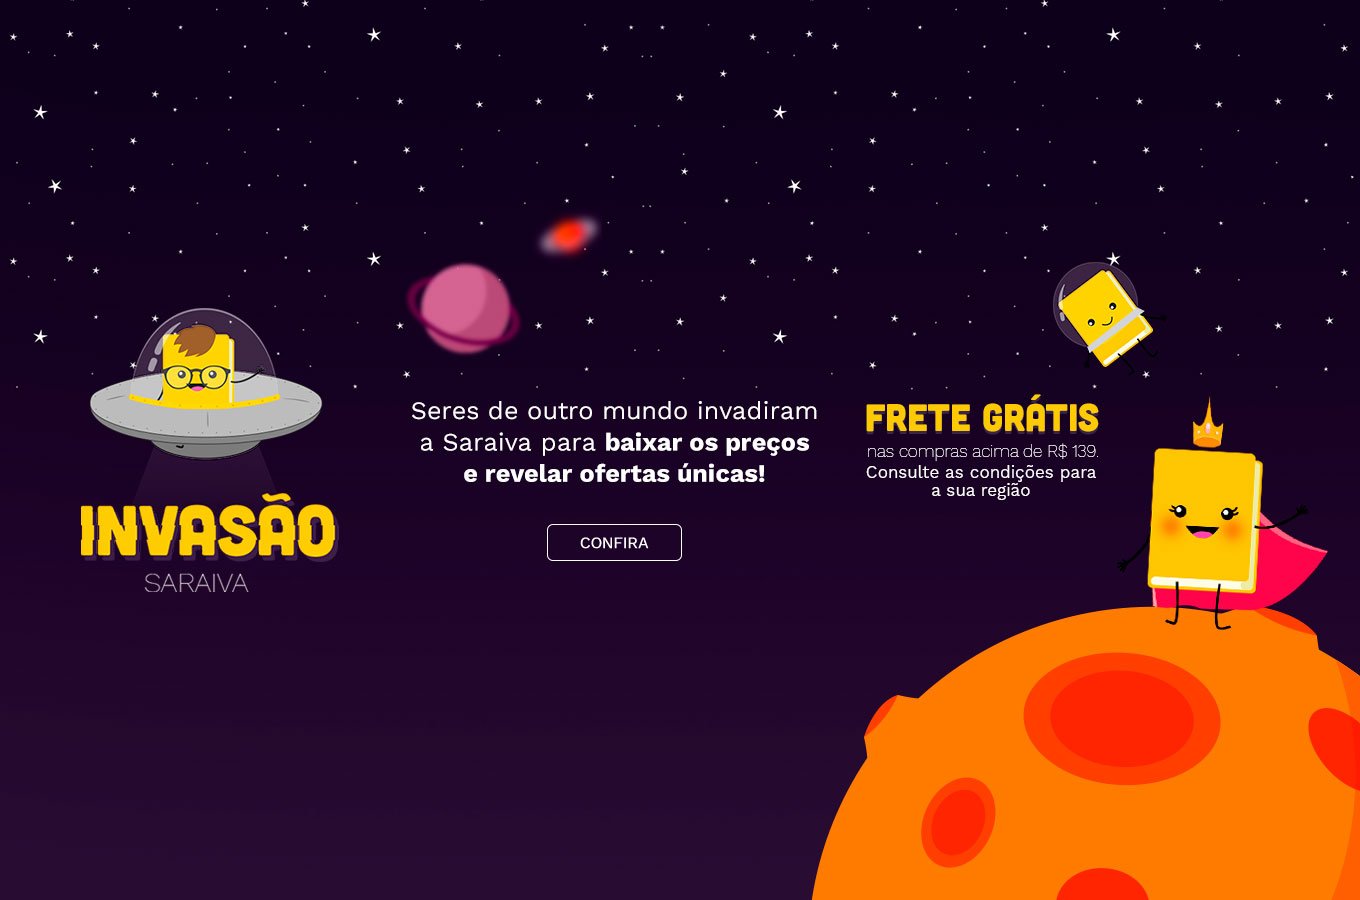 INVASÃO
SARAIVA
Seres de outro mundo invadiram
a Saraiva para baixar os preços
e revelar ofertas únicas!
CONFIRA
FRETE GRÁTIS
nas compras acima de R$ 139.
Consulte as condições para
a sua região